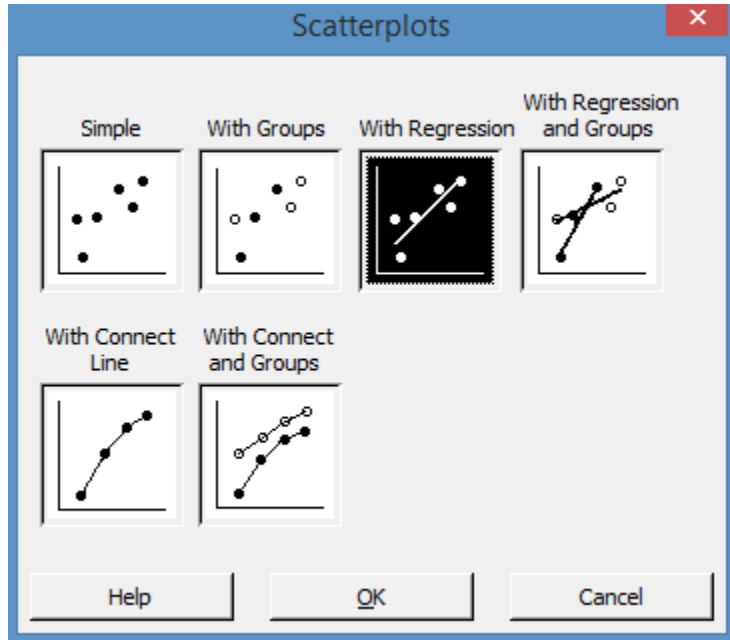 Scatterplots
Simple
With Groups
With Regression
With Regression
and Groups
With Connect
Line
With Connect
and Groups
Help
OK
Cancel